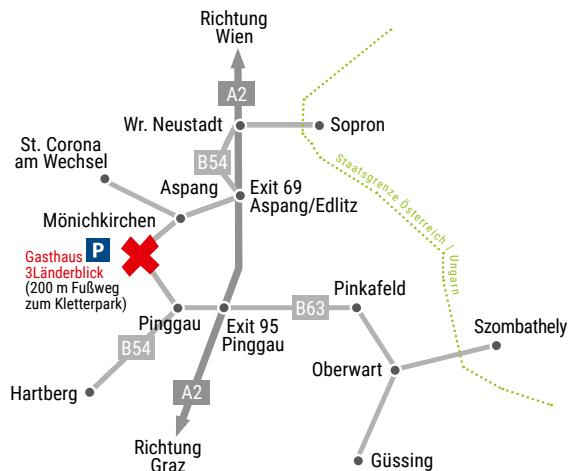 Richtung
Wien
A2
Wr. Neustadt
Sopron
St. Corona
am Wechsel
B54
Aspang
Exit 69
Aspang/Edlitz
Staatsgrenze Österreich / Ungarn
Mönichkirchen
P
Gasthaus
3Länderblick
(200 m Fußweg
zum Kletterpark)
Pinkafeld
B63
Pinggau
Exit 95
Pinggau
Szombathely
B54
Oberwart
Hartberg
A2
Richtung
Graz
Güssing